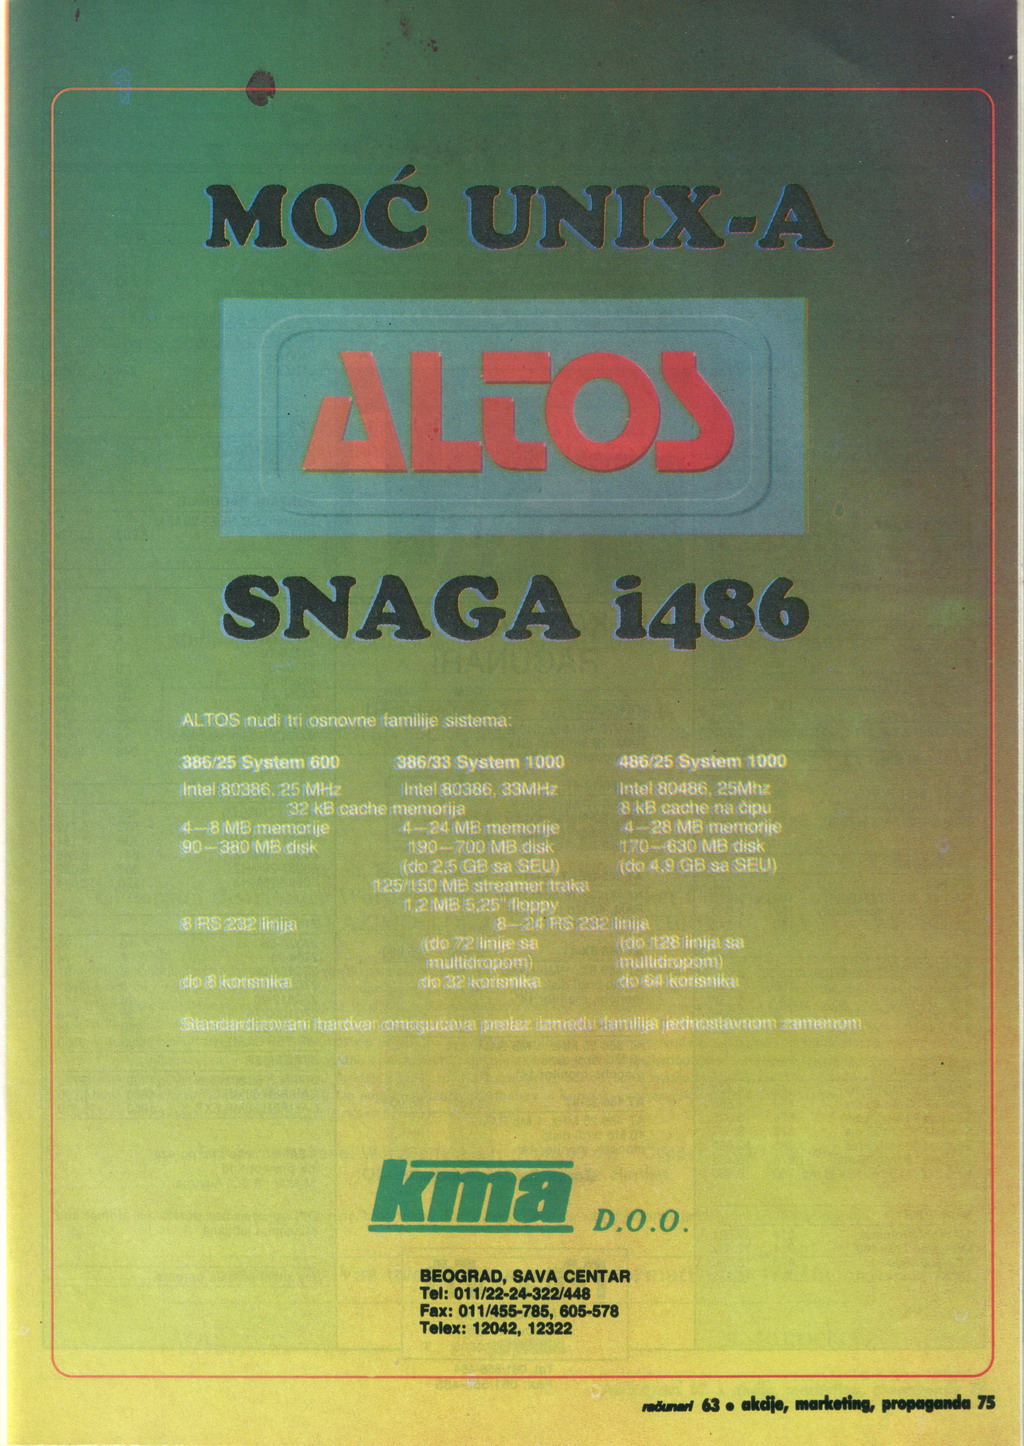 MOĆ UNIX-A
ALTOS
SNAGA i486
ALTOS nudi tri osnovne familije sistema:
386/25 System 600 386/33 System 1000 486/25 System 1000
Intel 80386, 25 MHz Intel 80386, 33MHz Intel 80486, 25Mhz
32 kB cache memorija 8 kB cache na čipu
4—8 MB memorije 4—24 MB memorije 4—28 MB memorije
90—380 MB disk 190—700 MB disk 170—630 MB disk
(do 2,5 GB sa SEU) (do 4,9 GB sa SEU)
125/150 MB streamer traka
1,2 MB 5,25" floppy
8 RS 232 linija 8—24 RS 232 linija
(do 72 linije sa (do 128 linija sa
multidropom) multidropom)
do 8 korisnika do 32 korisnika do 64 korisnika
Standardizovani hardver omogućava prelaz između familija jednostavnom zamenom.
kma D.O.O.
BEOGRAD, SAVA CENTAR
Tel: 011/22-24-322/448
Fax: 011/455-785, 605-578
Telex: 12042, 12322
računari 63 • akcije, marketing, propaganda 75